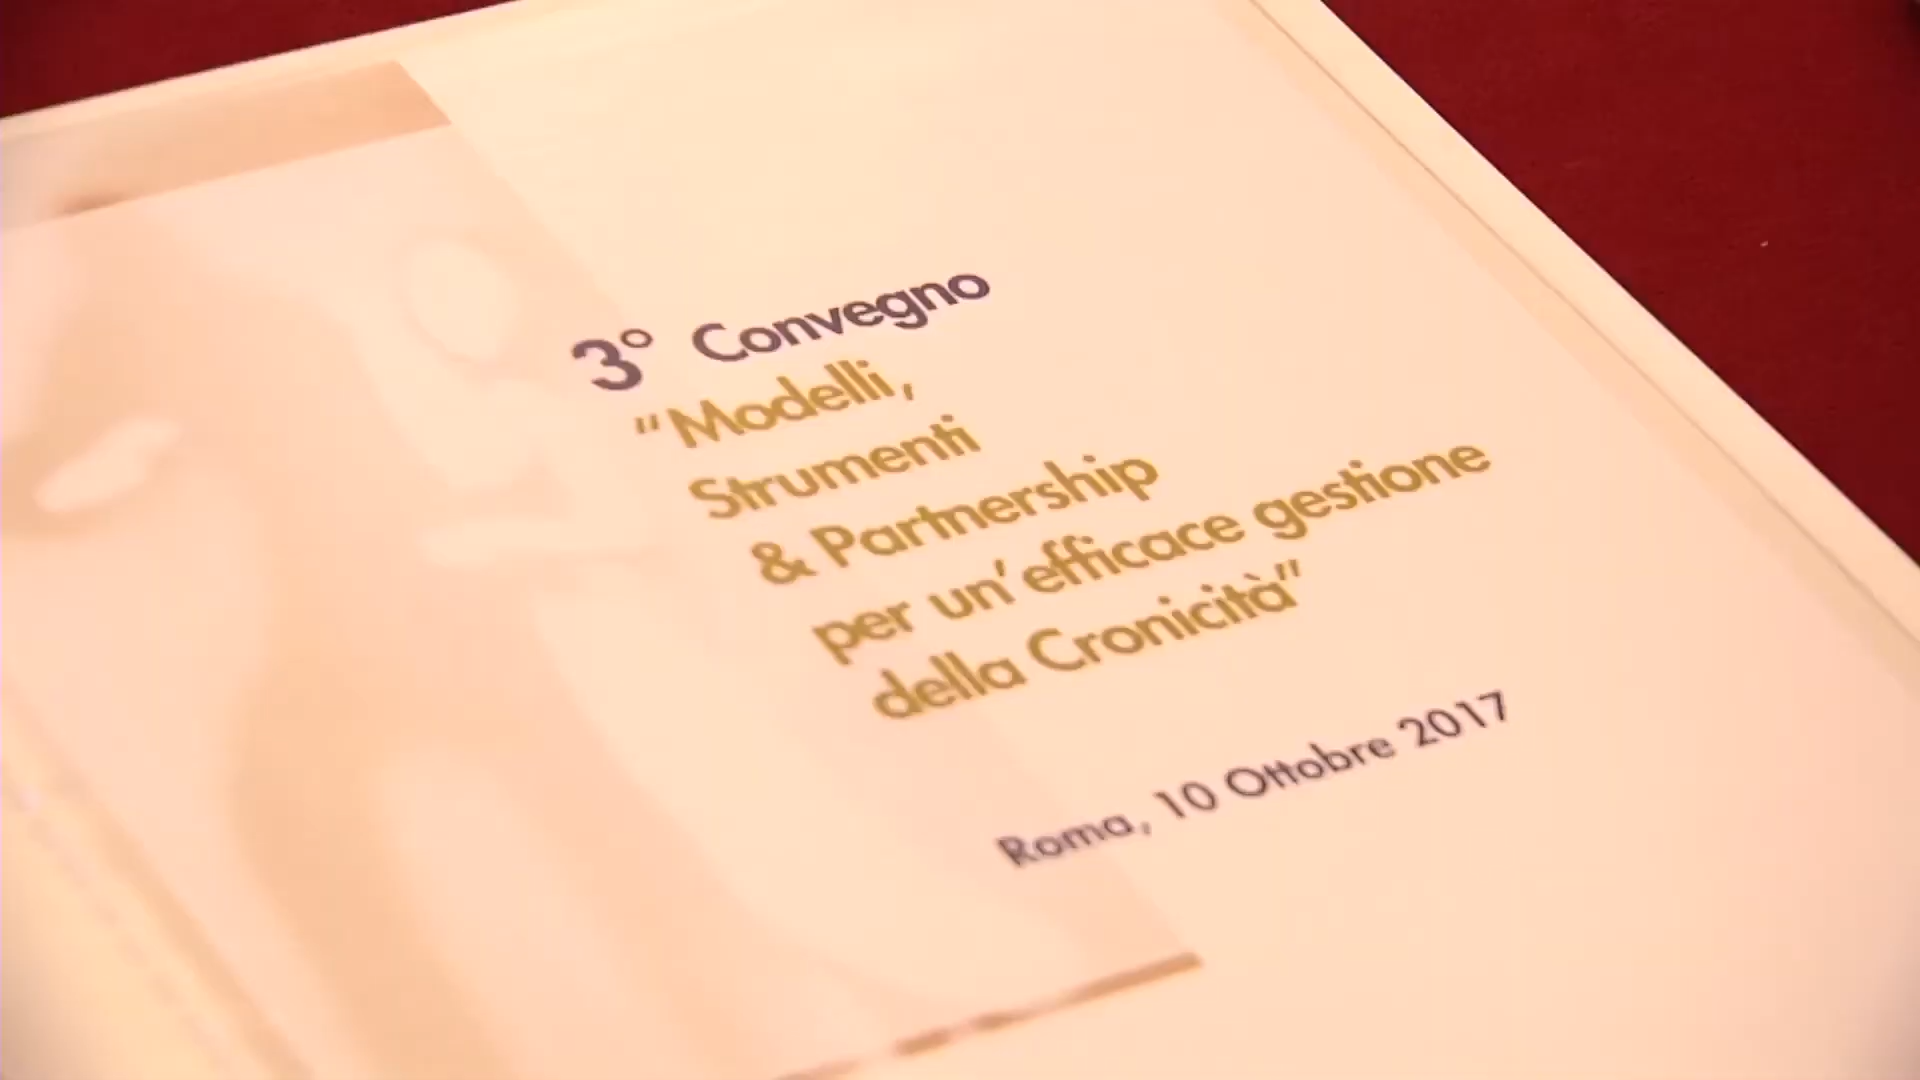 3° Convegno
“Modelli,
Strumenti
& Partnership
per un’efficace gestione
della Cronicità”
Roma, 10 Ottobre 2017